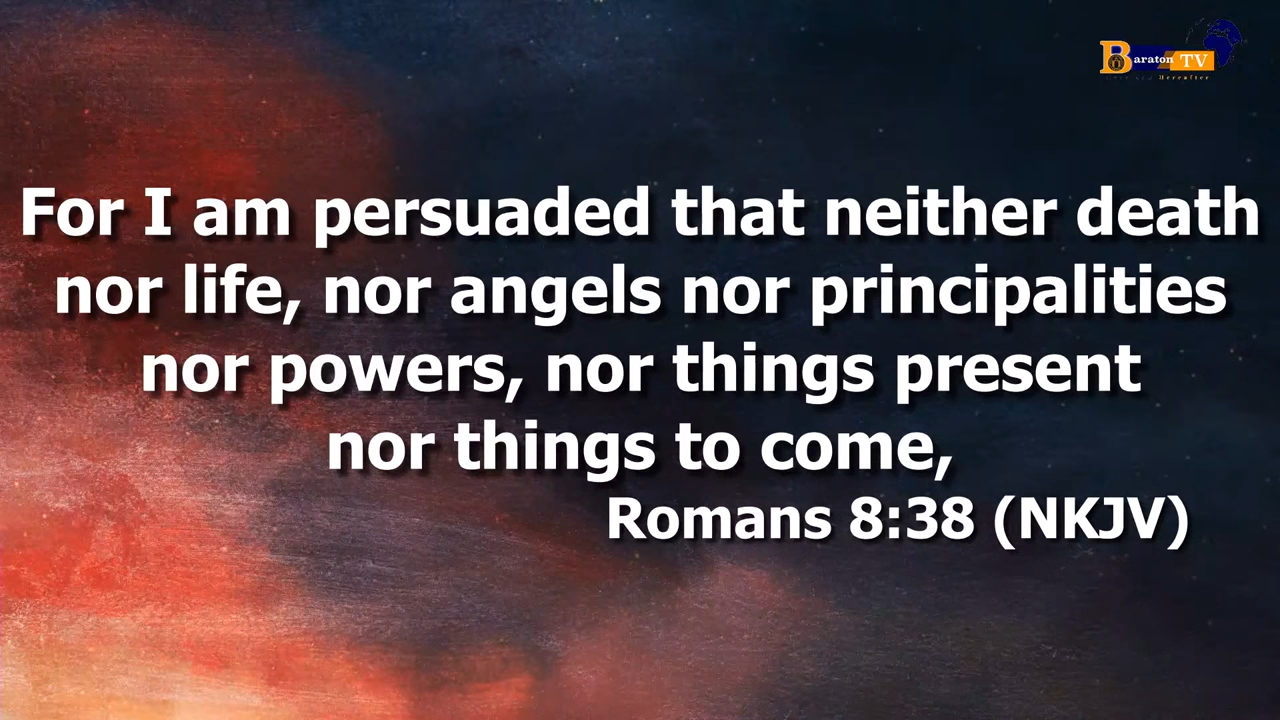 Baraton TV
Hereafter
For I am persuaded that neither death
nor life, nor angels nor principalities
nor powers, nor things present
nor things to come,
Romans 8:38 (NKJV)